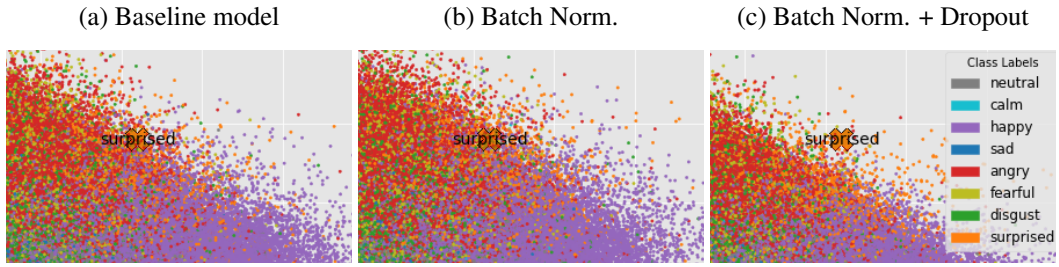 (a) Baseline model
(b) Batch Norm.
(c) Batch Norm. + Dropout
surprised
surprised
surprised
Class Labels
neutral
calm
happy
sad
angry
fearful
disgust
surprised